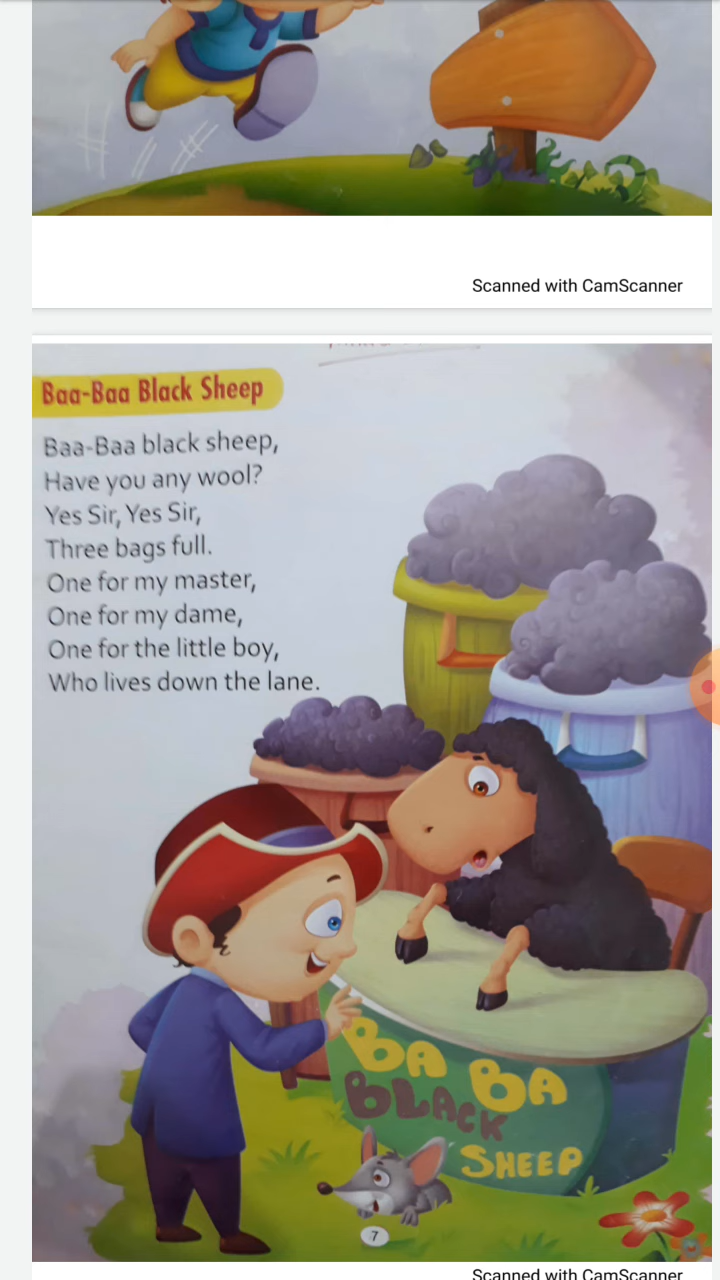 Scanned with CamScanner
Baa-Baa Black Sheep
Baa-Baa black sheep,
Have you any wool?
Yes Sir, Yes Sir,
Three bags full.
One for my master,
One for my dame,
One for the little boy,
Who lives down the lane.
BA BA
BLACK
SHEEP
7
Scanned with CamScanner